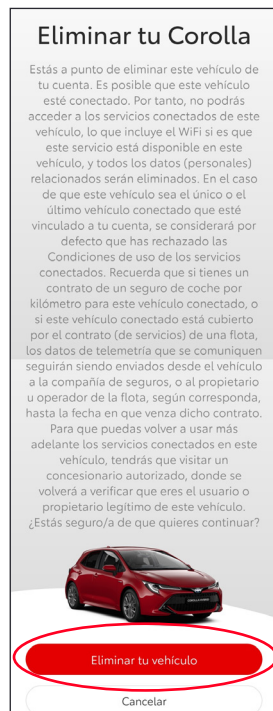 Eliminar tu Corolla
Estás a punto de eliminar este vehículo de
tu cuenta. Es posible que este vehículo
esté conectado. Por tanto, no podrás
acceder a los servicios conectados de este
vehículo, lo que incluye el WiFi si es que
este servicio está disponible en este
vehículo, y todos los datos (personales)
relacionados serán eliminados. En el caso
de que este vehículo sea el único o el
último vehículo conectado que esté
vinculado a tu cuenta, se considerará por
defecto que has rechazado las
Condiciones de uso de los servicios
conectados. Recuerda que si tienes un
contrato de un seguro de coche por
kilómetro para este vehículo conectado, o
si este vehículo conectado está cubierto
por el contrato (de servicios) de una flota,
los datos de telemetría que se comuniquen
seguirán siendo enviados desde el vehículo
a la compañía de seguros, o al propietario
u operador de la flota, según corresponda,
hasta la fecha en que venza dicho contrato.
Para que puedas volver a usar más
adelante los servicios conectados en este
vehículo, tendrás que visitar un
concesionario autorizado, donde se
volverá a verificar que eres el usuario o
propietario legítimo de este vehículo.
¿Estás seguro/a de que quieres continuar?
Eliminar tu vehículo
Cancelar